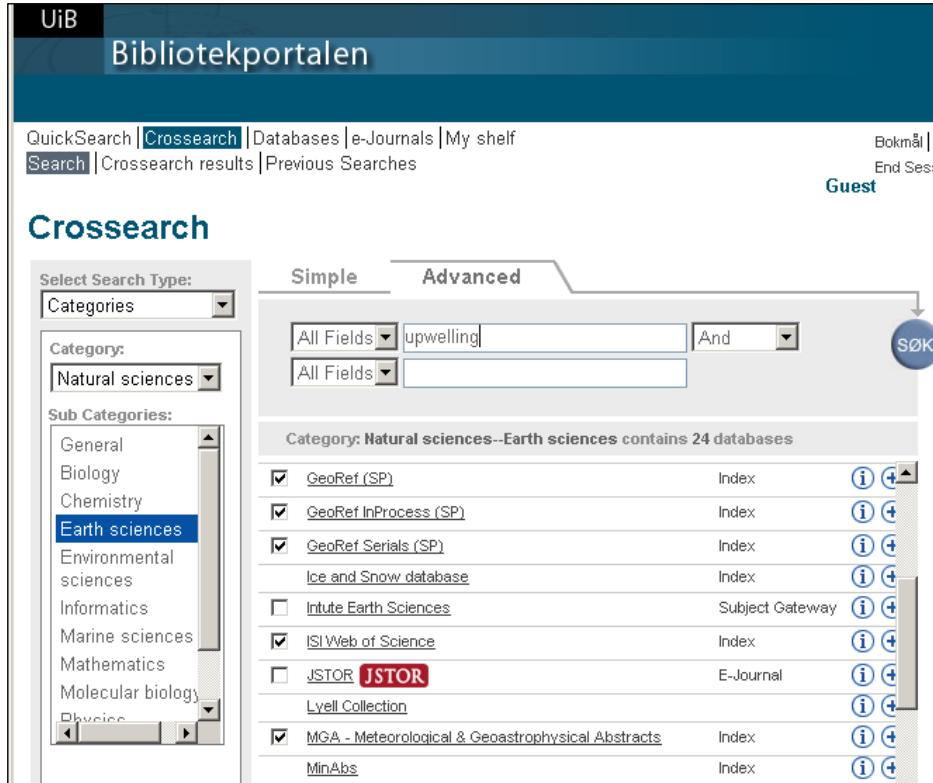 UiB
Bibliotekportalen
QuickSearch Crossearch Databases e-Journals My shelf
Bokmål
Search Crossearch results Previous Searches
End Ses
Guest
Crossearch
Select Search Type:
Categories
Category:
Natural sciences
Sub Categories:
General
Biology
Chemistry
Earth sciences
Environmental
sciences
Informatics
Marine sciences
Mathematics
Molecular biology
Physics
Simple Advanced
All Fields upwelling And
SØK
All Fields
Category: Natural sciences--Earth sciences contains 24 databases
GeoRef (SP) Index
GeoRef InProcess (SP) Index
GeoRef Serials (SP) Index
Ice and Snow database Index
Intute Earth Sciences Subject Gateway
ISI Web of Science Index
JSTOR JSTOR E-Journal
Lyell Collection
MGA - Meteorological & Geoastrophysical Abstracts Index
MinAbs Index